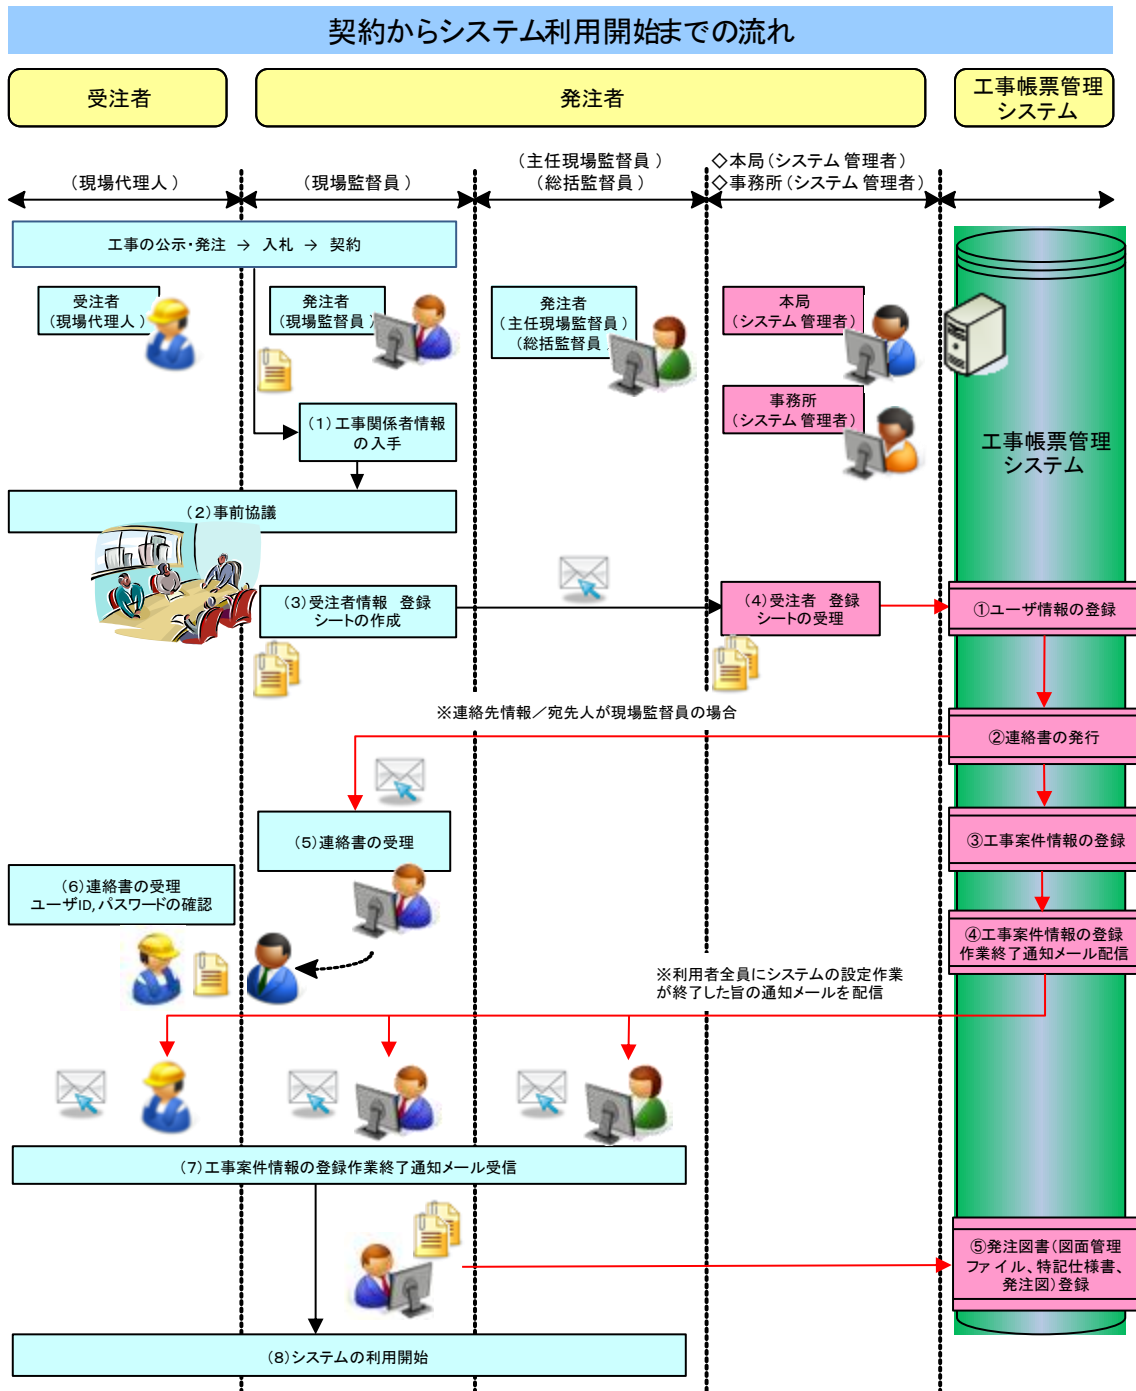 契約からシステム利用開始までの流れ
受注者
発注者
工事帳票管理
システム
(現場代理人)
(現場監督員)
(主任現場監督員)
(総括監督員)
◇本局(システム管理者)
◇事務所(システム管理者)
工事の公示・発注 → 入札 → 契約
受注者
(現場代理人)
発注者
(現場監督員)
発注者
(主任現場監督員)
(総括監督員)
本局
(システム管理者)
事務所
(システム管理者)
工事帳票管理
システム
(1)工事関係者情報
の入手
(2)事前協議
(3)受注者情報 登録
シートの作成
(4)受注者 登録
シートの受理
①ユーザ情報の登録
※連絡先情報/宛先人が現場監督員の場合
②連絡書の発行
(5)連絡書の受理
③工事案件情報の登録
(6)連絡書の受理
ユーザID,パスワードの確認
④工事案件情報の登録
作業終了通知メール配信
※利用者全員にシステムの設定作業
が終了した旨の通知メールを配信
(7)工事案件情報の登録作業終了通知メール受信
⑤発注図書(図面管理
ファイル、特記仕様書、
発注図)登録
(8)システムの利用開始